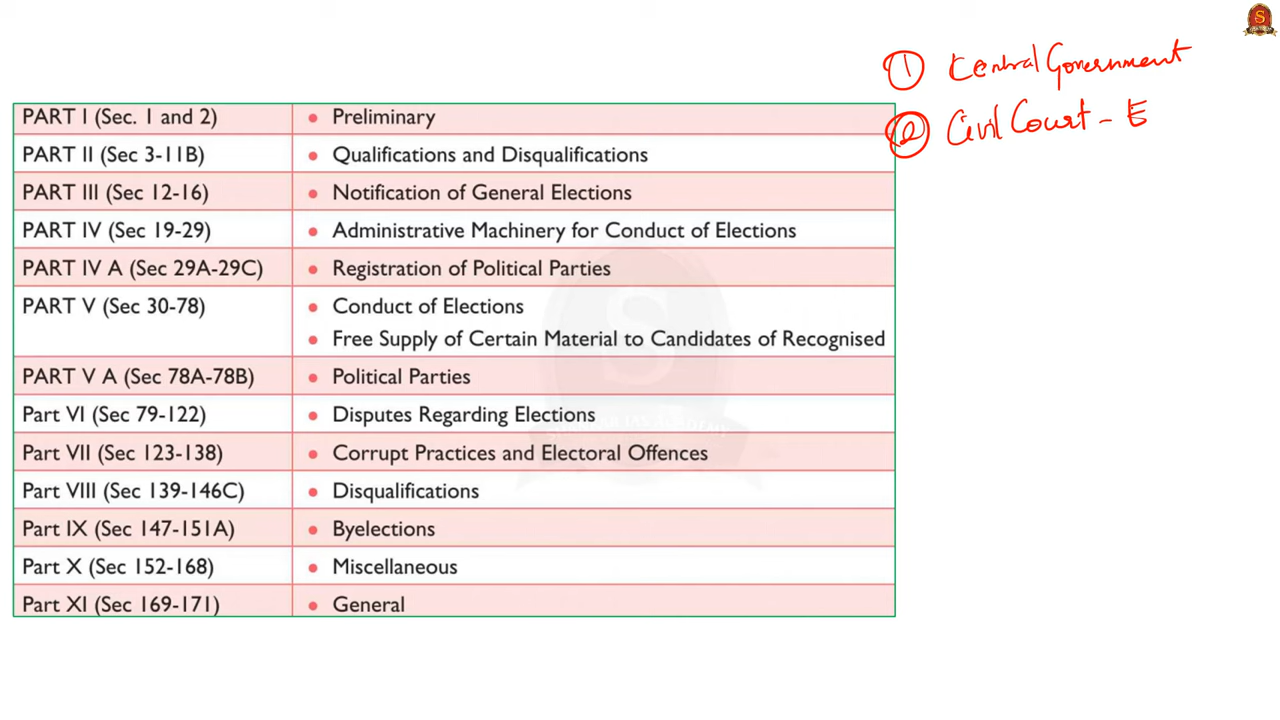 ① Central Government
② Civil Court - E
PART I (Sec. 1 and 2) • Preliminary
PART II (Sec 3-11B) • Qualifications and Disqualifications
PART III (Sec 12-16) • Notification of General Elections
PART IV (Sec 19-29) • Administrative Machinery for Conduct of Elections
PART IV A (Sec 29A-29C) • Registration of Political Parties
PART V (Sec 30-78) • Conduct of Elections
• Free Supply of Certain Material to Candidates of Recognised
PART V A (Sec 78A-78B) • Political Parties
Part VI (Sec 79-122) • Disputes Regarding Elections
Part VII (Sec 123-138) • Corrupt Practices and Electoral Offences
Part VIII (Sec 139-146C) • Disqualifications
Part IX (Sec 147-151A) • Byelections
Part X (Sec 152-168) • Miscellaneous
Part XI (Sec 169-171) • General